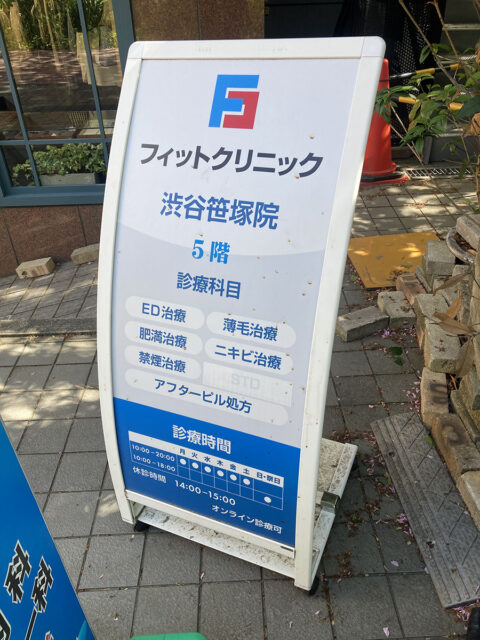 フィットクリニック
渋谷笹塚院
5階
診療科目
ED治療 薄毛治療
肥満治療 ニキビ治療
禁煙治療 STD
アフターピル処方
診療時間
月 火 水 木 金 土 日・祭日
10:00-20:00 ● ● ● ● ● ●
10:00-18:00 ●
休診時間 14:00-15:00
オンライン診療可